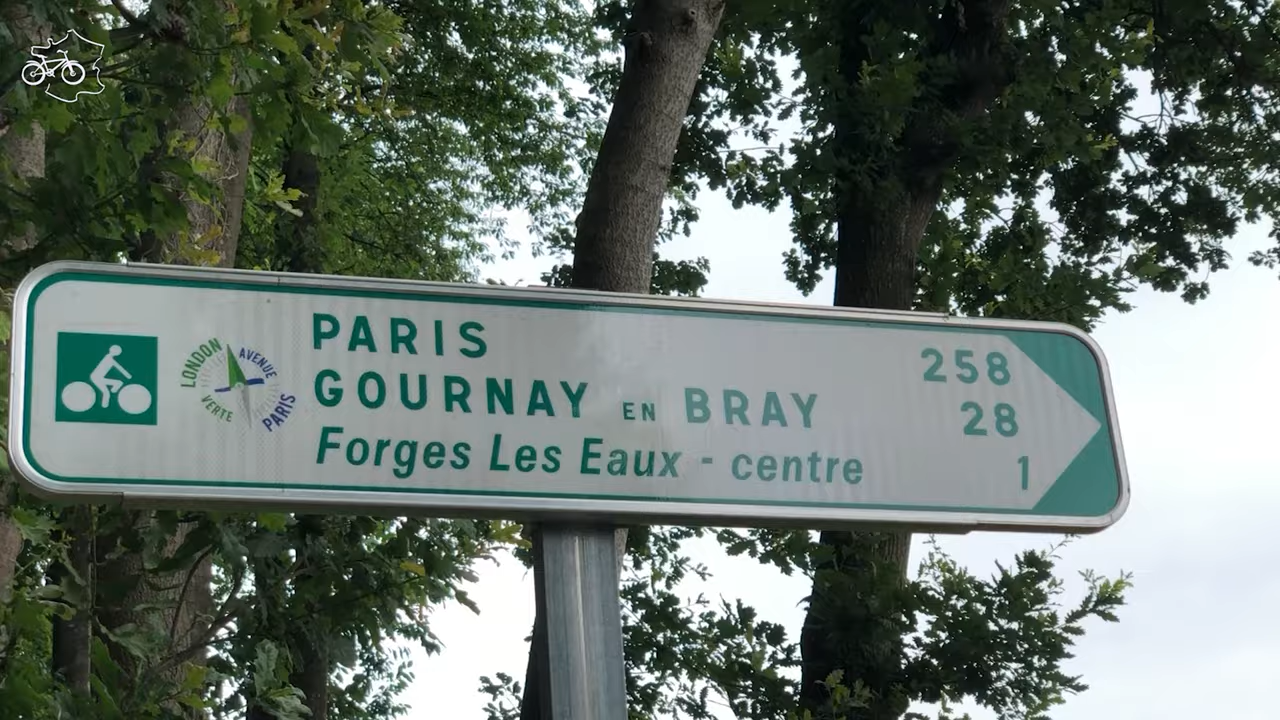 LONDON
AVENUE
VERTE
PARIS
PARIS 258
GOURNAY EN BRAY 28
Forges Les Eaux - centre 1